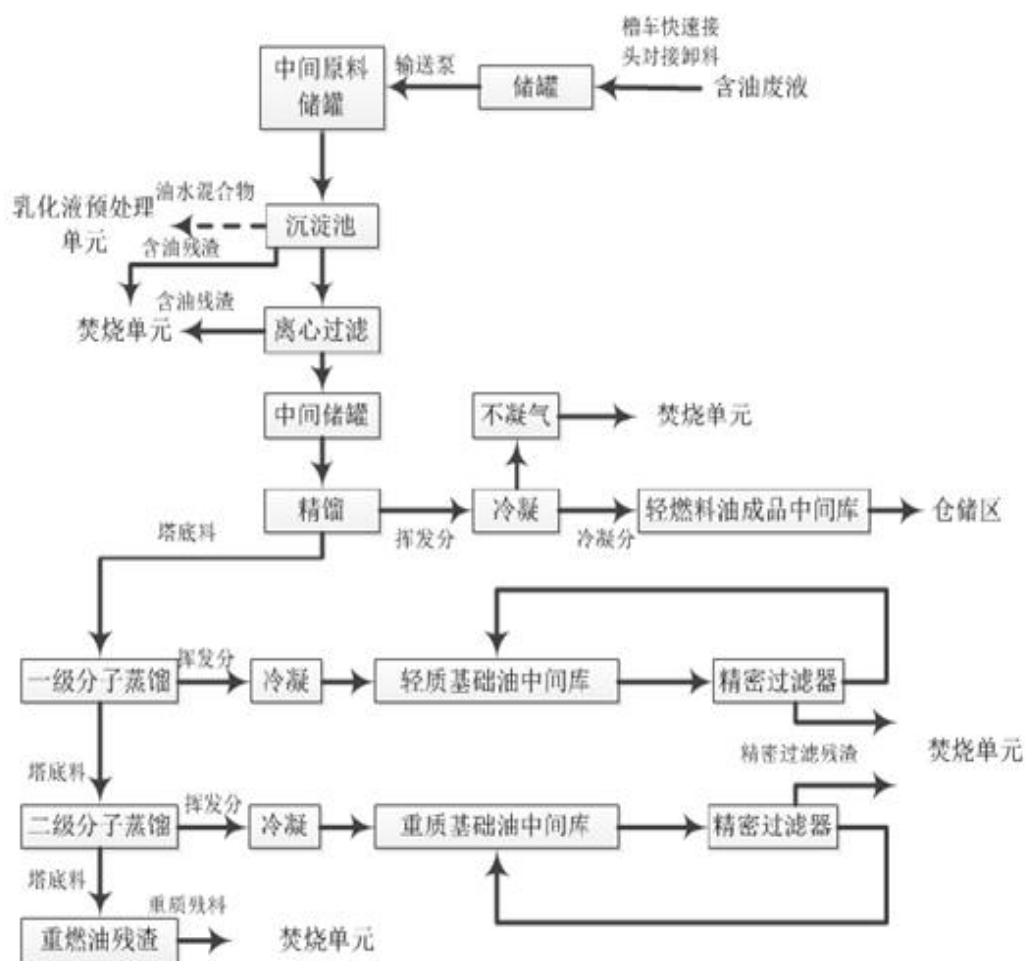 槽车快速接
头对接卸料
中间原料
储罐
输送泵
储罐
含油废液
油水混合物
乳化液预处理
单元
沉淀池
含油残渣
含油残渣
焚烧单元
离心过滤
中间储罐
不凝气
焚烧单元
精馏
挥发分
冷凝
冷凝分
轻燃料油成品中间库
仓储区
塔底料
一级分子蒸馏
挥发分
冷凝
轻质基础油中间库
精密过滤器
塔底料
精密过滤残渣
焚烧单元
二级分子蒸馏
挥发分
冷凝
重质基础油中间库
精密过滤器
塔底料
重燃油残渣
重质残料
焚烧单元